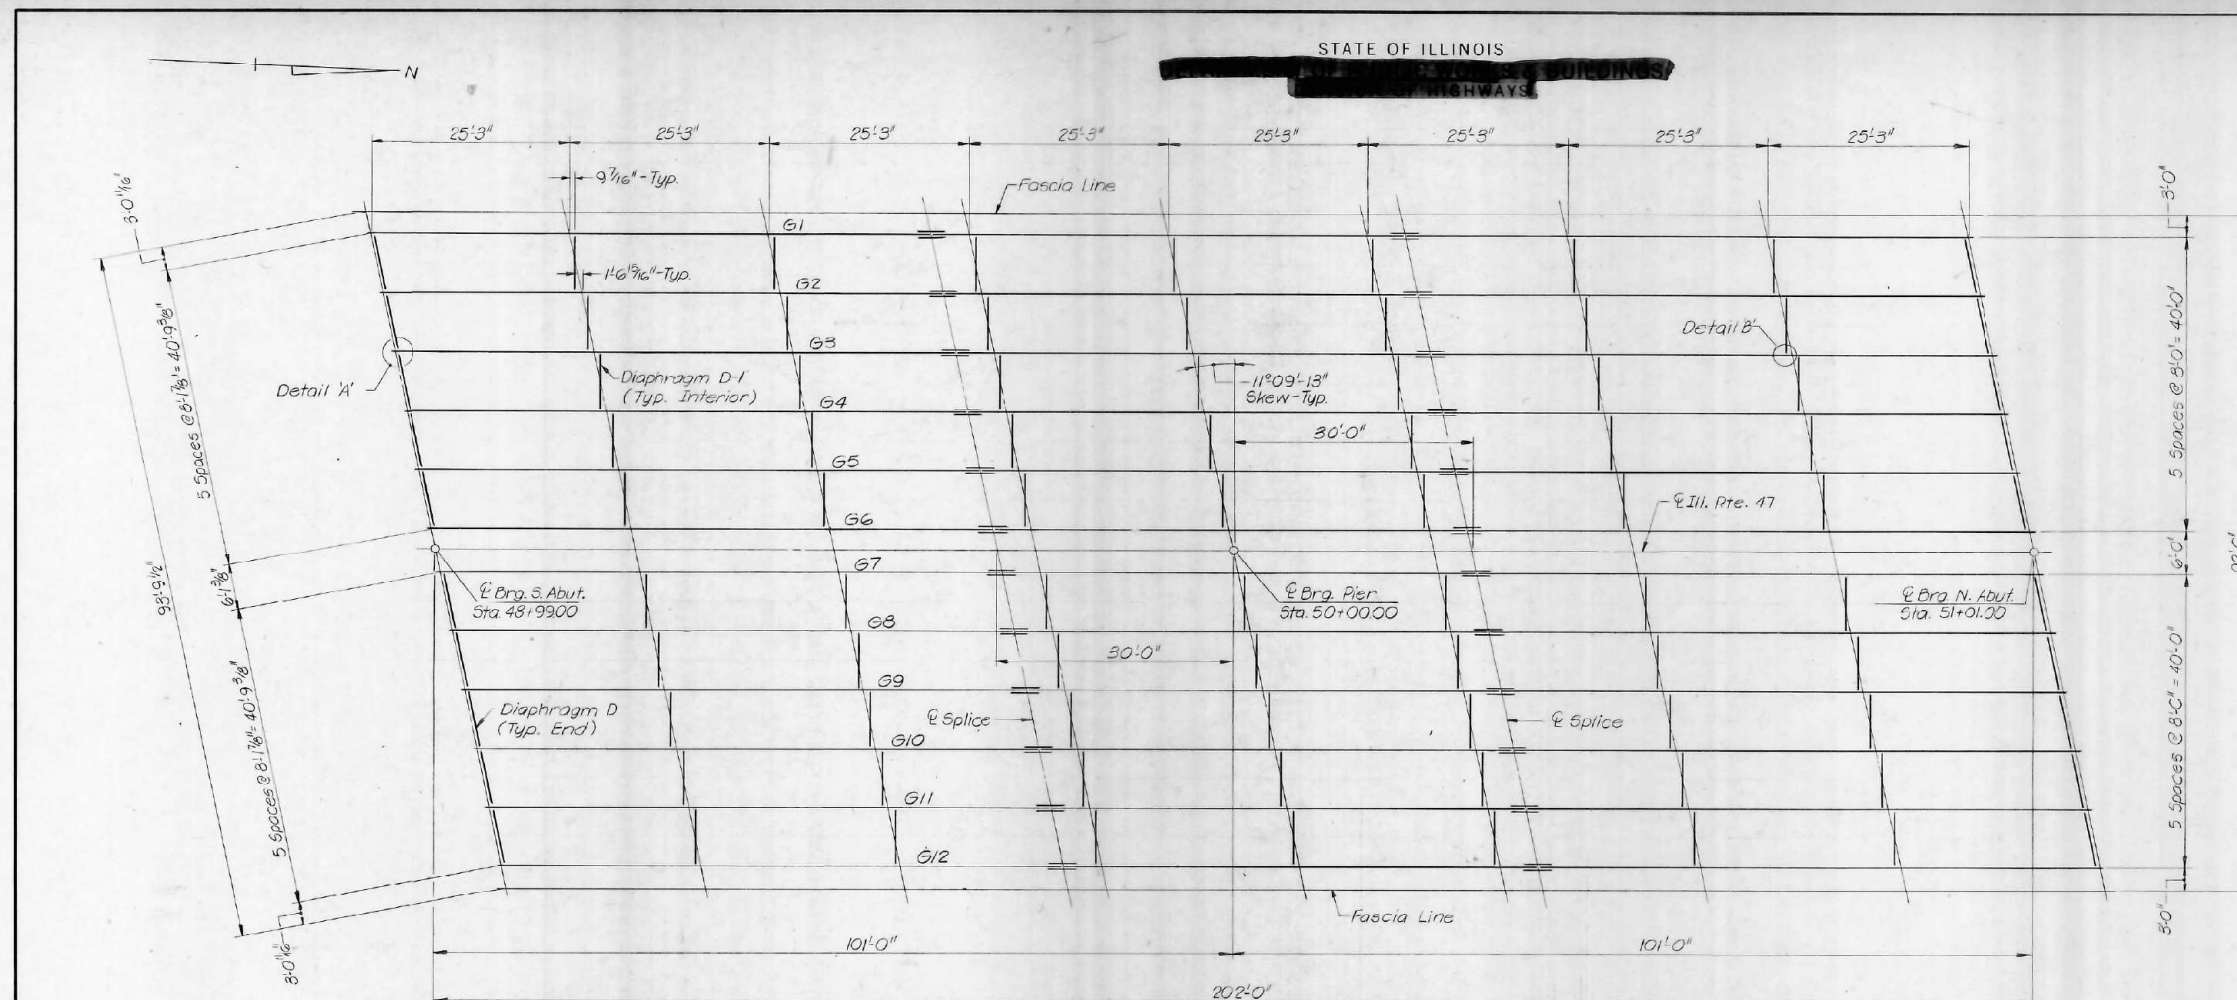 STATE OF ILLINOIS
BUILDINGS
HIGHWAYS
N
25'-3" 25'-3" 25'-3" 25'-3" 25'-3" 25'-3" 25'-3" 25'-3"
9 7/16" - Typ.
Fascia Line
3'-0 1/16"
3'-0"
G1
1'-6 15/16" - Typ.
G2
Detail 'B'
G3
Detail 'A'
Diaphragm D-1
(Typ. Interior)
11°-09'-13"
Skew-Typ.
G4
30'-0"
5 Spaces @ 8'-1 7/8" = 40'-9 3/8"
5 Spaces @ 8'-0" = 40'-0"
G5
℄ Ill. Rte. 47
G6
6'-0"
G7
93'-9 1/2"
6'-1 3/8"
℄ Brg. S. Abut.
Sta. 48+99.00
℄ Brg. Pier
Sta. 50+00.00
℄ Brg. N. Abut.
Sta. 51+01.00
G8
30'-0"
G9
Diaphragm D
(Typ. End)
℄ Splice
℄ Splice
G10
5 Spaces @ 8'-1 7/8" = 40'-9 3/8"
5 Spaces @ 8'-0" = 40'-0"
G11
G12
Fascia Line
3'-0 1/16"
3'-0"
101'-0" 101'-0"
202'-0"